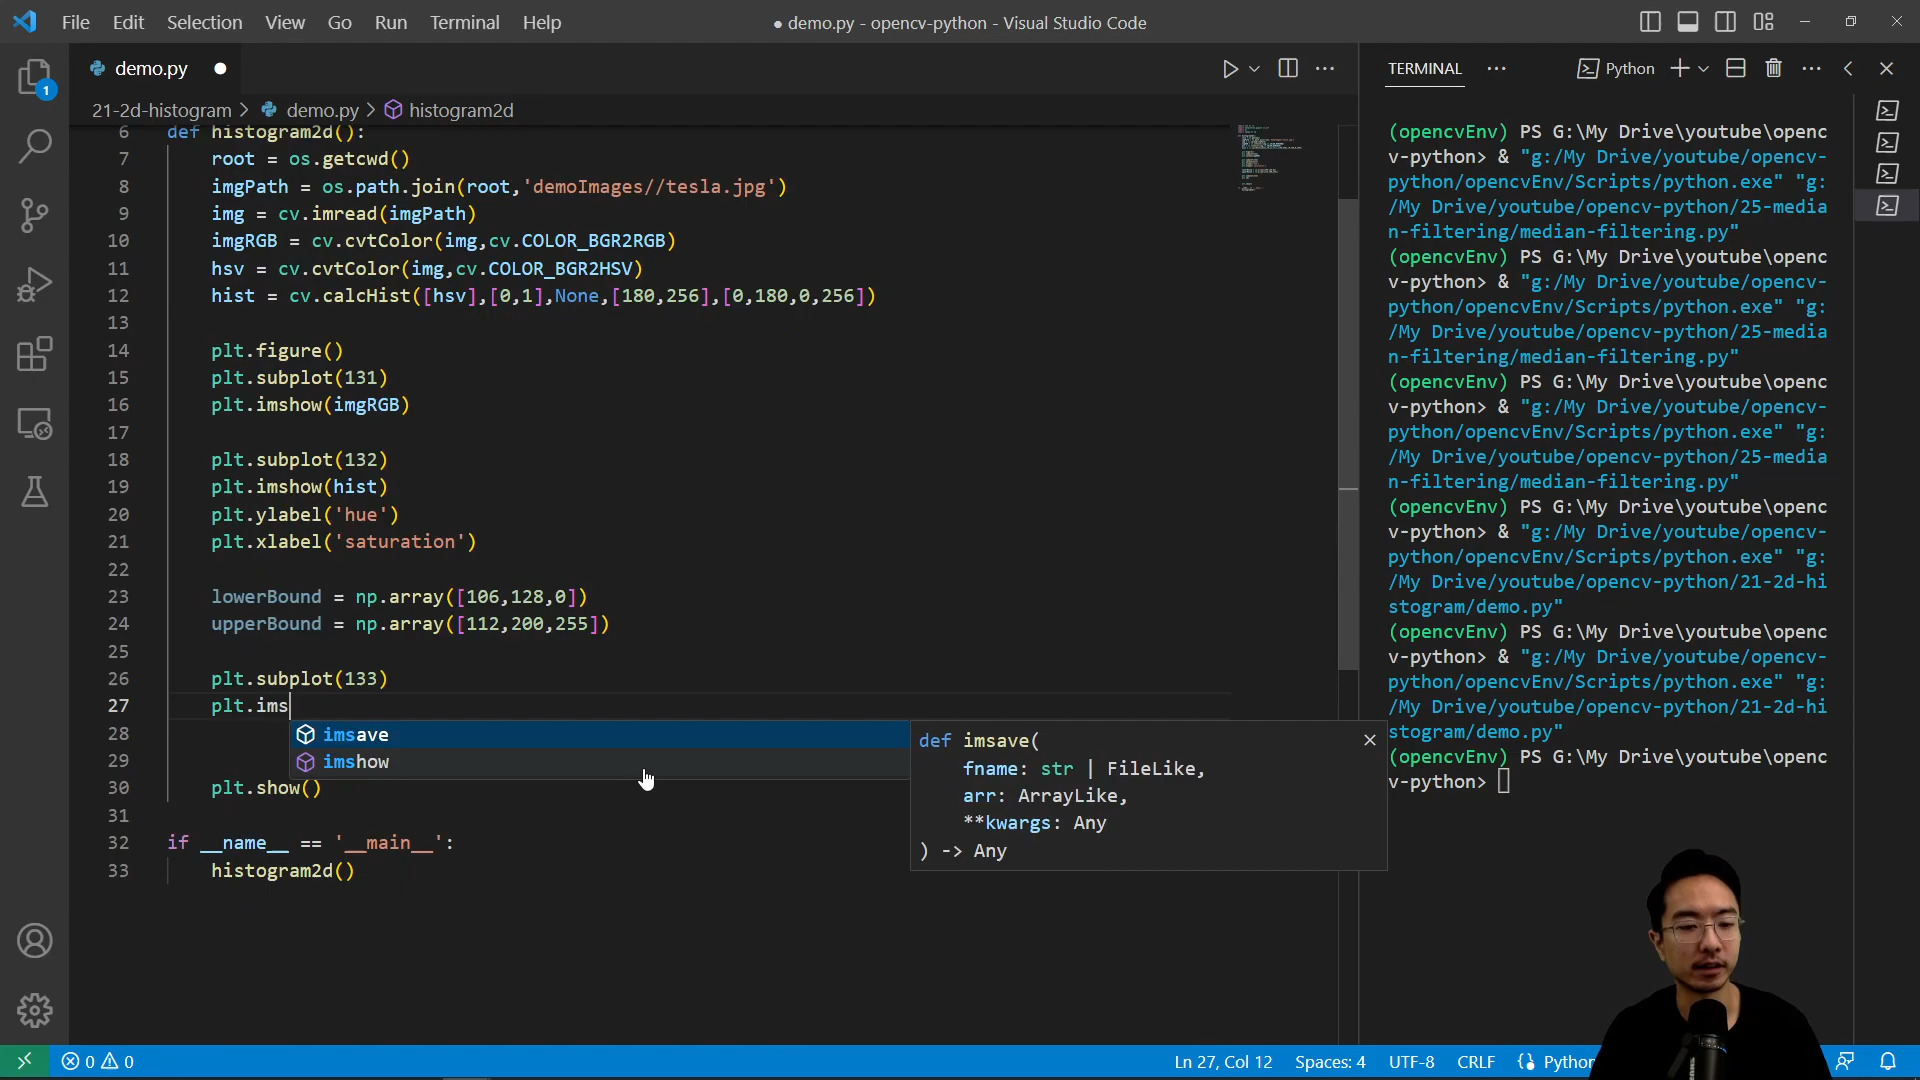 File Edit Selection View Go Run Terminal Help
● demo.py - opencv-python - Visual Studio Code
demo.py
21-2d-histogram > demo.py > histogram2d
6 def histogram2d():
7 root = os.getcwd()
8 imgPath = os.path.join(root,'demoImages//tesla.jpg')
9 img = cv.imread(imgPath)
10 imgRGB = cv.cvtColor(img,cv.COLOR_BGR2RGB)
11 hsv = cv.cvtColor(img,cv.COLOR_BGR2HSV)
12 hist = cv.calcHist([hsv],[0,1],None,[180,256],[0,180,0,256])
13
14 plt.figure()
15 plt.subplot(131)
16 plt.imshow(imgRGB)
17
18 plt.subplot(132)
19 plt.imshow(hist)
20 plt.ylabel('hue')
21 plt.xlabel('saturation')
22
23 lowerBound = np.array([106,128,0])
24 upperBound = np.array([112,200,255])
25
26 plt.subplot(133)
27 plt.ims
28
29
30 plt.show()
31
32 if __name__ == '__main__':
33 histogram2d()
imsave
imshow
def imsave(
fname: str | FileLike,
arr: ArrayLike,
**kwargs: Any
) -> Any
TERMINAL
Python
(opencvEnv) PS G:\My Drive\youtube\openc
v-python> & "g:/My Drive/youtube/opencv-
python/opencvEnv/Scripts/python.exe" "g:
/My Drive/youtube/opencv-python/25-media
n-filtering/median-filtering.py"
(opencvEnv) PS G:\My Drive\youtube\openc
v-python> & "g:/My Drive/youtube/opencv-
python/opencvEnv/Scripts/python.exe" "g:
/My Drive/youtube/opencv-python/25-media
n-filtering/median-filtering.py"
(opencvEnv) PS G:\My Drive\youtube\openc
v-python> & "g:/My Drive/youtube/opencv-
python/opencvEnv/Scripts/python.exe" "g:
/My Drive/youtube/opencv-python/25-media
n-filtering/median-filtering.py"
(opencvEnv) PS G:\My Drive\youtube\openc
v-python> & "g:/My Drive/youtube/opencv-
python/opencvEnv/Scripts/python.exe" "g:
/My Drive/youtube/opencv-python/21-2d-hi
stogram/demo.py"
(opencvEnv) PS G:\My Drive\youtube\openc
v-python> & "g:/My Drive/youtube/opencv-
python/opencvEnv/Scripts/python.exe" "g:
/My Drive/youtube/opencv-python/21-2d-hi
stogram/demo.py"
(opencvEnv) PS G:\My Drive\youtube\openc
v-python>
1
0 0
Ln 27, Col 12 Spaces: 4 UTF-8 CRLF